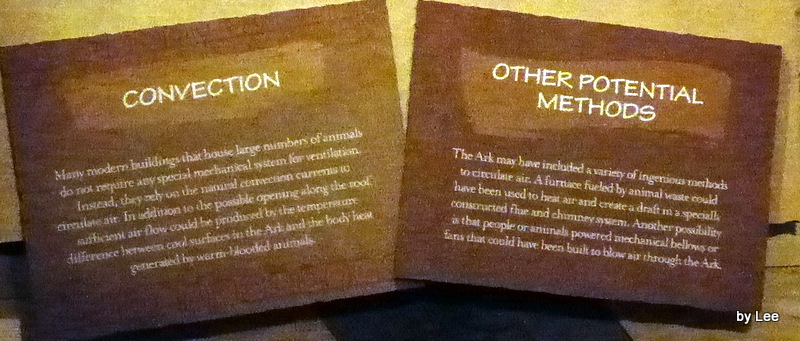 CONVECTION
Many modern buildings that house large numbers of animals
do not require any special mechanical system for ventilation.
Instead, they rely on the natural convection currents to
circulate air. In addition to the possible opening along the roof,
sufficient air flow could be produced by the temperature
difference between cool surfaces in the Ark and the body heat
generated by warm-blooded animals.
OTHER POTENTIAL
METHODS
The Ark may have included a variety of ingenious methods
to circulate air. A furnace fueled by animal waste could
have been used to heat air and create a draft in a specially
constructed flue and chimney system. Another possibility
is that people or animals powered mechanical bellows or
fans that could have been built to blow air through the Ark.
by Lee